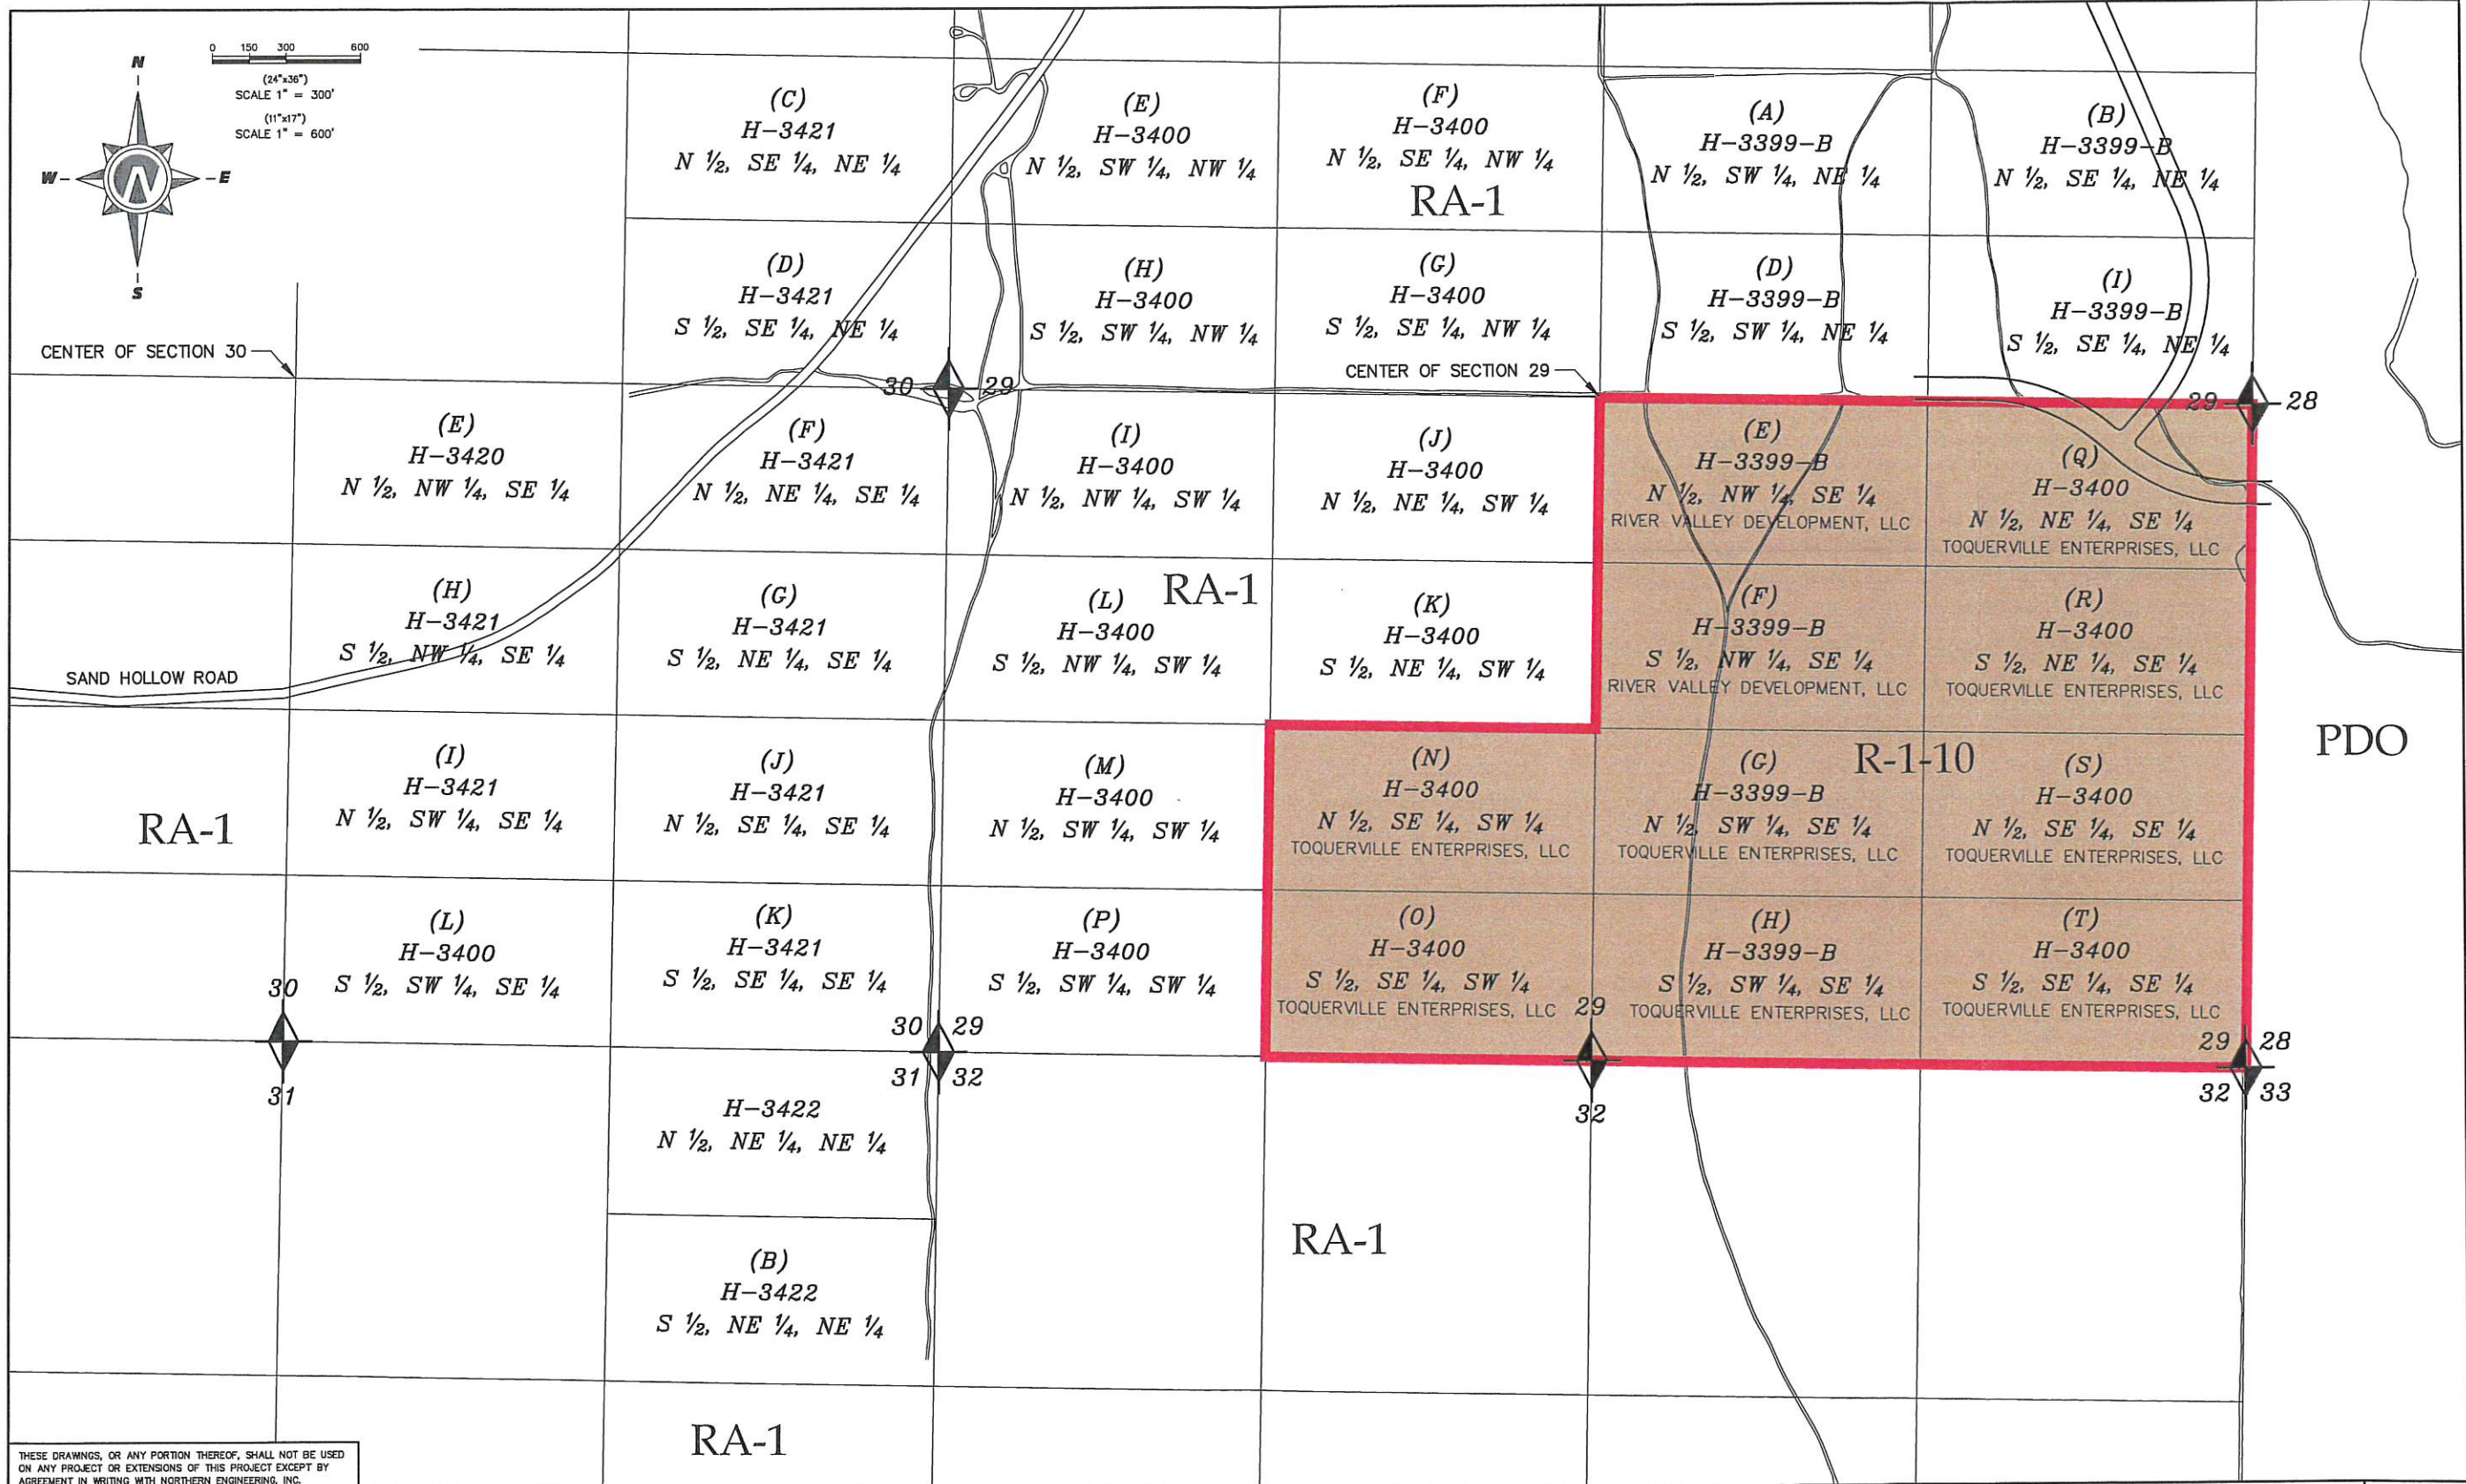 0 150 300 600
(24"x36")
SCALE 1" = 300'
(11"x17")
SCALE 1" = 600'
N
W E
S
(C)
H-3421
N ½, SE ¼, NE ¼
(E)
H-3400
N ½, SW ¼, NW ¼
(F)
H-3400
N ½, SE ¼, NW ¼
RA-1
(A)
H-3399-B
N ½, SW ¼, NE ¼
(B)
H-3399-B
N ½, SE ¼, NE ¼
(D)
H-3421
S ½, SE ¼, NE ¼
(H)
H-3400
S ½, SW ¼, NW ¼
(G)
H-3400
S ½, SE ¼, NW ¼
(D)
H-3399-B
S ½, SW ¼, NE ¼
(I)
H-3399-B
S ½, SE ¼, NE ¼
CENTER OF SECTION 30
CENTER OF SECTION 29
30 29
29 28
(E)
H-3420
N ½, NW ¼, SE ¼
(F)
H-3421
N ½, NE ¼, SE ¼
(I)
H-3400
N ½, NW ¼, SW ¼
(J)
H-3400
N ½, NE ¼, SW ¼
(E)
H-3399-B
N ½, NW ¼, SE ¼
RIVER VALLEY DEVELOPMENT, LLC
(Q)
H-3400
N ½, NE ¼, SE ¼
TOQUERVILLE ENTERPRISES, LLC
(H)
H-3421
S ½, NW ¼, SE ¼
SAND HOLLOW ROAD
(G)
H-3421
S ½, NE ¼, SE ¼
(L)
H-3400
S ½, NW ¼, SW ¼
RA-1
(K)
H-3400
S ½, NE ¼, SW ¼
(F)
H-3399-B
S ½, NW ¼, SE ¼
RIVER VALLEY DEVELOPMENT, LLC
(R)
H-3400
S ½, NE ¼, SE ¼
TOQUERVILLE ENTERPRISES, LLC
RA-1
(I)
H-3421
N ½, SW ¼, SE ¼
(J)
H-3421
N ½, SE ¼, SE ¼
(M)
H-3400
N ½, SW ¼, SW ¼
(N)
H-3400
N ½, SE ¼, SW ¼
TOQUERVILLE ENTERPRISES, LLC
(G)
H-3399-B
N ½, SW ¼, SE ¼
TOQUERVILLE ENTERPRISES, LLC
R-1-10
(S)
H-3400
N ½, SE ¼, SE ¼
TOQUERVILLE ENTERPRISES, LLC
PDO
(L)
H-3400
S ½, SW ¼, SE ¼
(K)
H-3421
S ½, SE ¼, SE ¼
(P)
H-3400
S ½, SW ¼, SW ¼
(O)
H-3400
S ½, SE ¼, SW ¼
TOQUERVILLE ENTERPRISES, LLC
(H)
H-3399-B
S ½, SW ¼, SE ¼
TOQUERVILLE ENTERPRISES, LLC
(T)
H-3400
S ½, SE ¼, SE ¼
TOQUERVILLE ENTERPRISES, LLC
30
31
30 29
31 32
29
32
29 28
32 33
H-3422
N ½, NE ¼, NE ¼
(B)
H-3422
S ½, NE ¼, NE ¼
RA-1
RA-1
THESE DRAWINGS, OR ANY PORTION THEREOF, SHALL NOT BE USED
ON ANY PROJECT OR EXTENSIONS OF THIS PROJECT EXCEPT BY
AGREEMENT IN WRITING WITH NORTHERN ENGINEERING, INC.